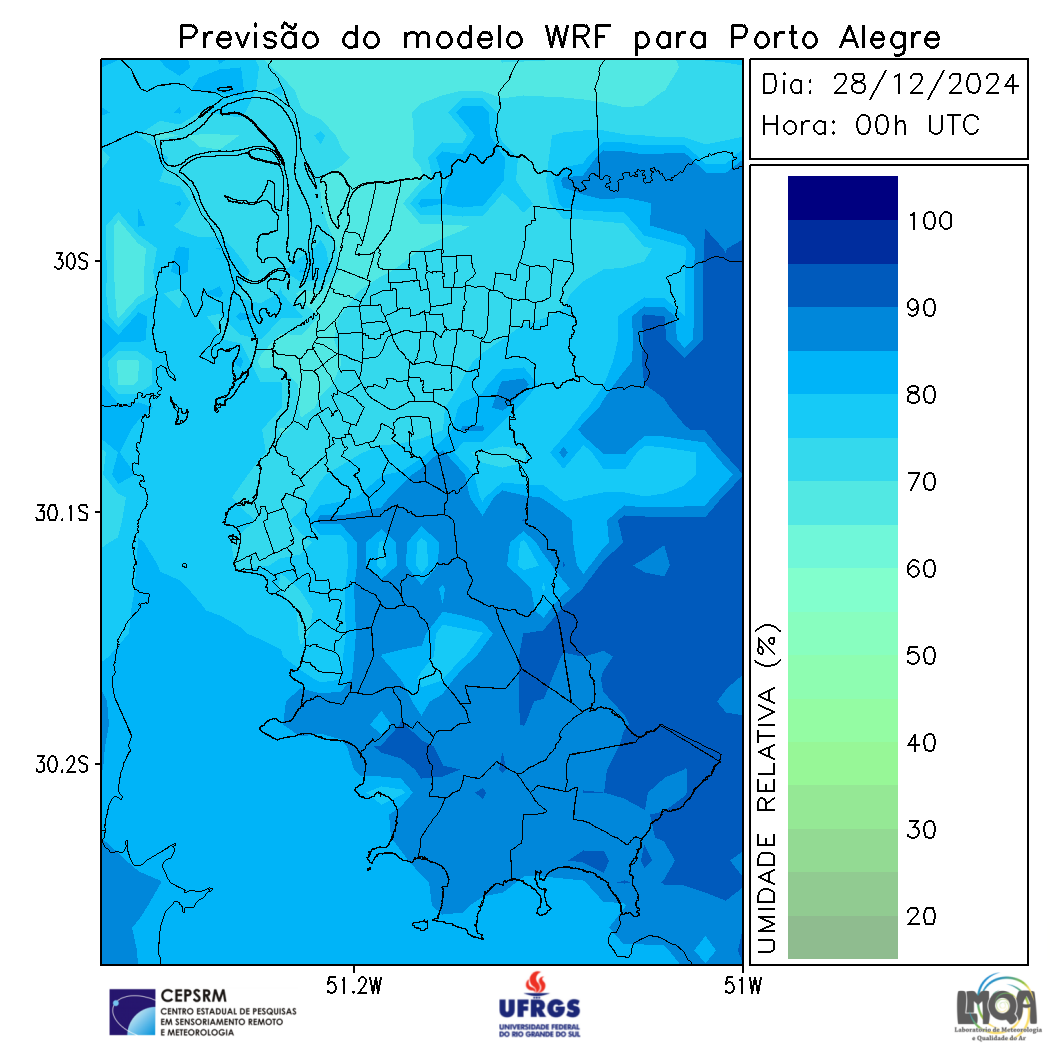 Previsão do modelo WRF para Porto Alegre
Dia: 28/12/2024
Hora: 00h UTC
30S
30.1S
30.2S
51.2W
51W
UMIDADE RELATIVA (%)
100
90
80
70
60
50
40
30
20
CEPSRM
CENTRO ESTADUAL DE PESQUISAS
EM SENSORIAMENTO REMOTO
E METEOROLOGIA
UFRGS
UNIVERSIDADE FEDERAL
DO RIO GRANDE DO SUL
LMQA
Laboratório de Meteorologia
e Qualidade do Ar